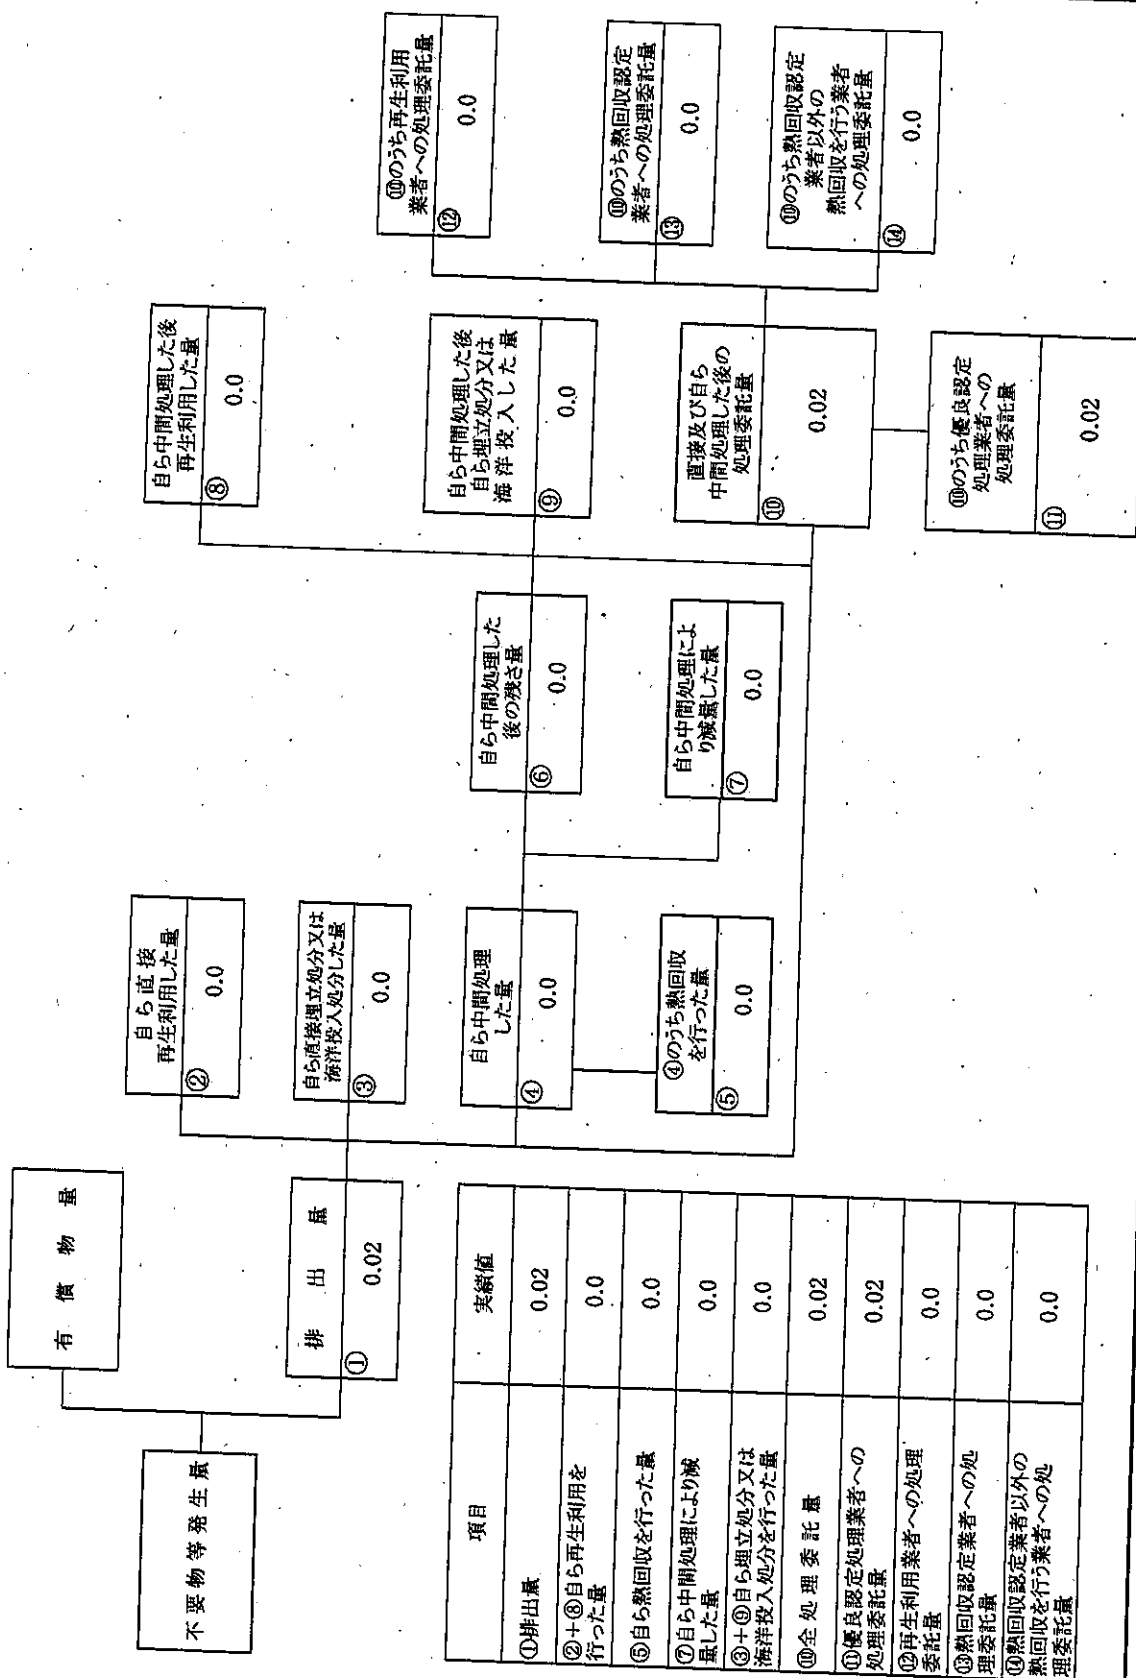 不要物等発生量
有償物量
排出量
①
0.02
自ら直接
再生利用した量
②
0.0
自ら直接埋立処分又は
海洋投入処分した量
③
0.0
自ら中間処理
した量
④
0.0
④のうち熱回収
を行った量
⑤
0.0
自ら中間処理した
後の残さ量
⑥
0.0
自ら中間処理によ
り減量した量
⑦
0.0
自ら中間処理した後
再生利用した量
⑧
0.0
自ら中間処理した後
自ら埋立処分又は
海洋投入した量
⑨
0.0
直接及び自ら
中間処理した後の
処理委託量
⑩
0.02
⑩のうち優良認定
処理業者への
処理委託量
⑪
0.02
⑩のうち再生利用
業者への処理委託量
⑫
0.0
⑩のうち熱回収認定
業者への処理委託量
⑬
0.0
⑩のうち熱回収認定
業者以外の
熱回収を行う業者
への処理委託量
⑭
0.0
項目 実績値
①排出量 0.02
②+⑧自ら再生利用を
行った量 0.0
⑤自ら熱回収を行った量 0.0
⑦自ら中間処理により減
量した量 0.0
③+⑨自ら埋立処分又は
海洋投入処分を行った量 0.0
⑩全処理委託量 0.02
⑪優良認定処理業者への
処理委託量 0.02
⑫再生利用業者への処理
委託量 0.0
⑬熱回収認定業者への処
理委託量 0.0
⑭熱回収認定業者以外の
熱回収を行う業者への処
理委託量 0.0